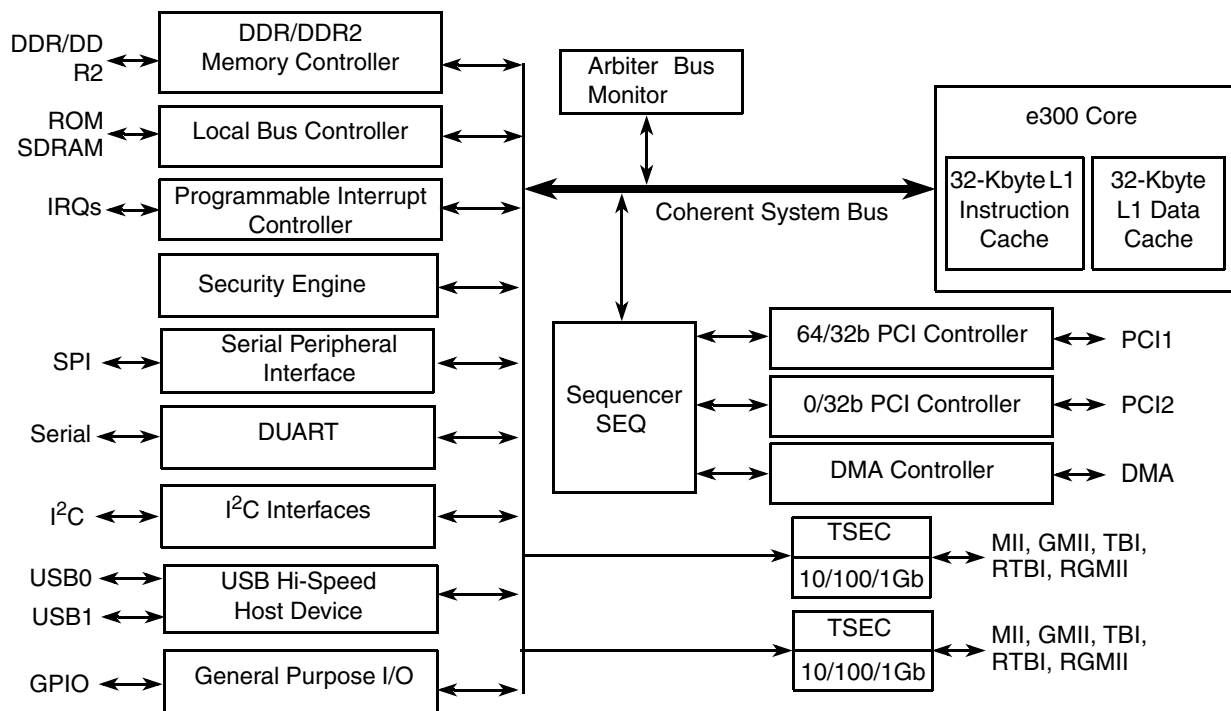 DDR/DD
R2
DDR/DDR2
Memory Controller
ROM
SDRAM
Local Bus Controller
IRQs
Programmable Interrupt
Controller
Security Engine
SPI
Serial Peripheral
Interface
Serial
DUART
I²C
I²C Interfaces
USB0
USB1
USB Hi-Speed
Host Device
GPIO
General Purpose I/O
Arbiter Bus
Monitor
Coherent System Bus
e300 Core
32-Kbyte L1
Instruction
Cache
32-Kbyte
L1 Data
Cache
Sequencer
SEQ
64/32b PCI Controller
PCI1
0/32b PCI Controller
PCI2
DMA Controller
DMA
TSEC
10/100/1Gb
MII, GMII, TBI,
RTBI, RGMII
TSEC
10/100/1Gb
MII, GMII, TBI,
RTBI, RGMII